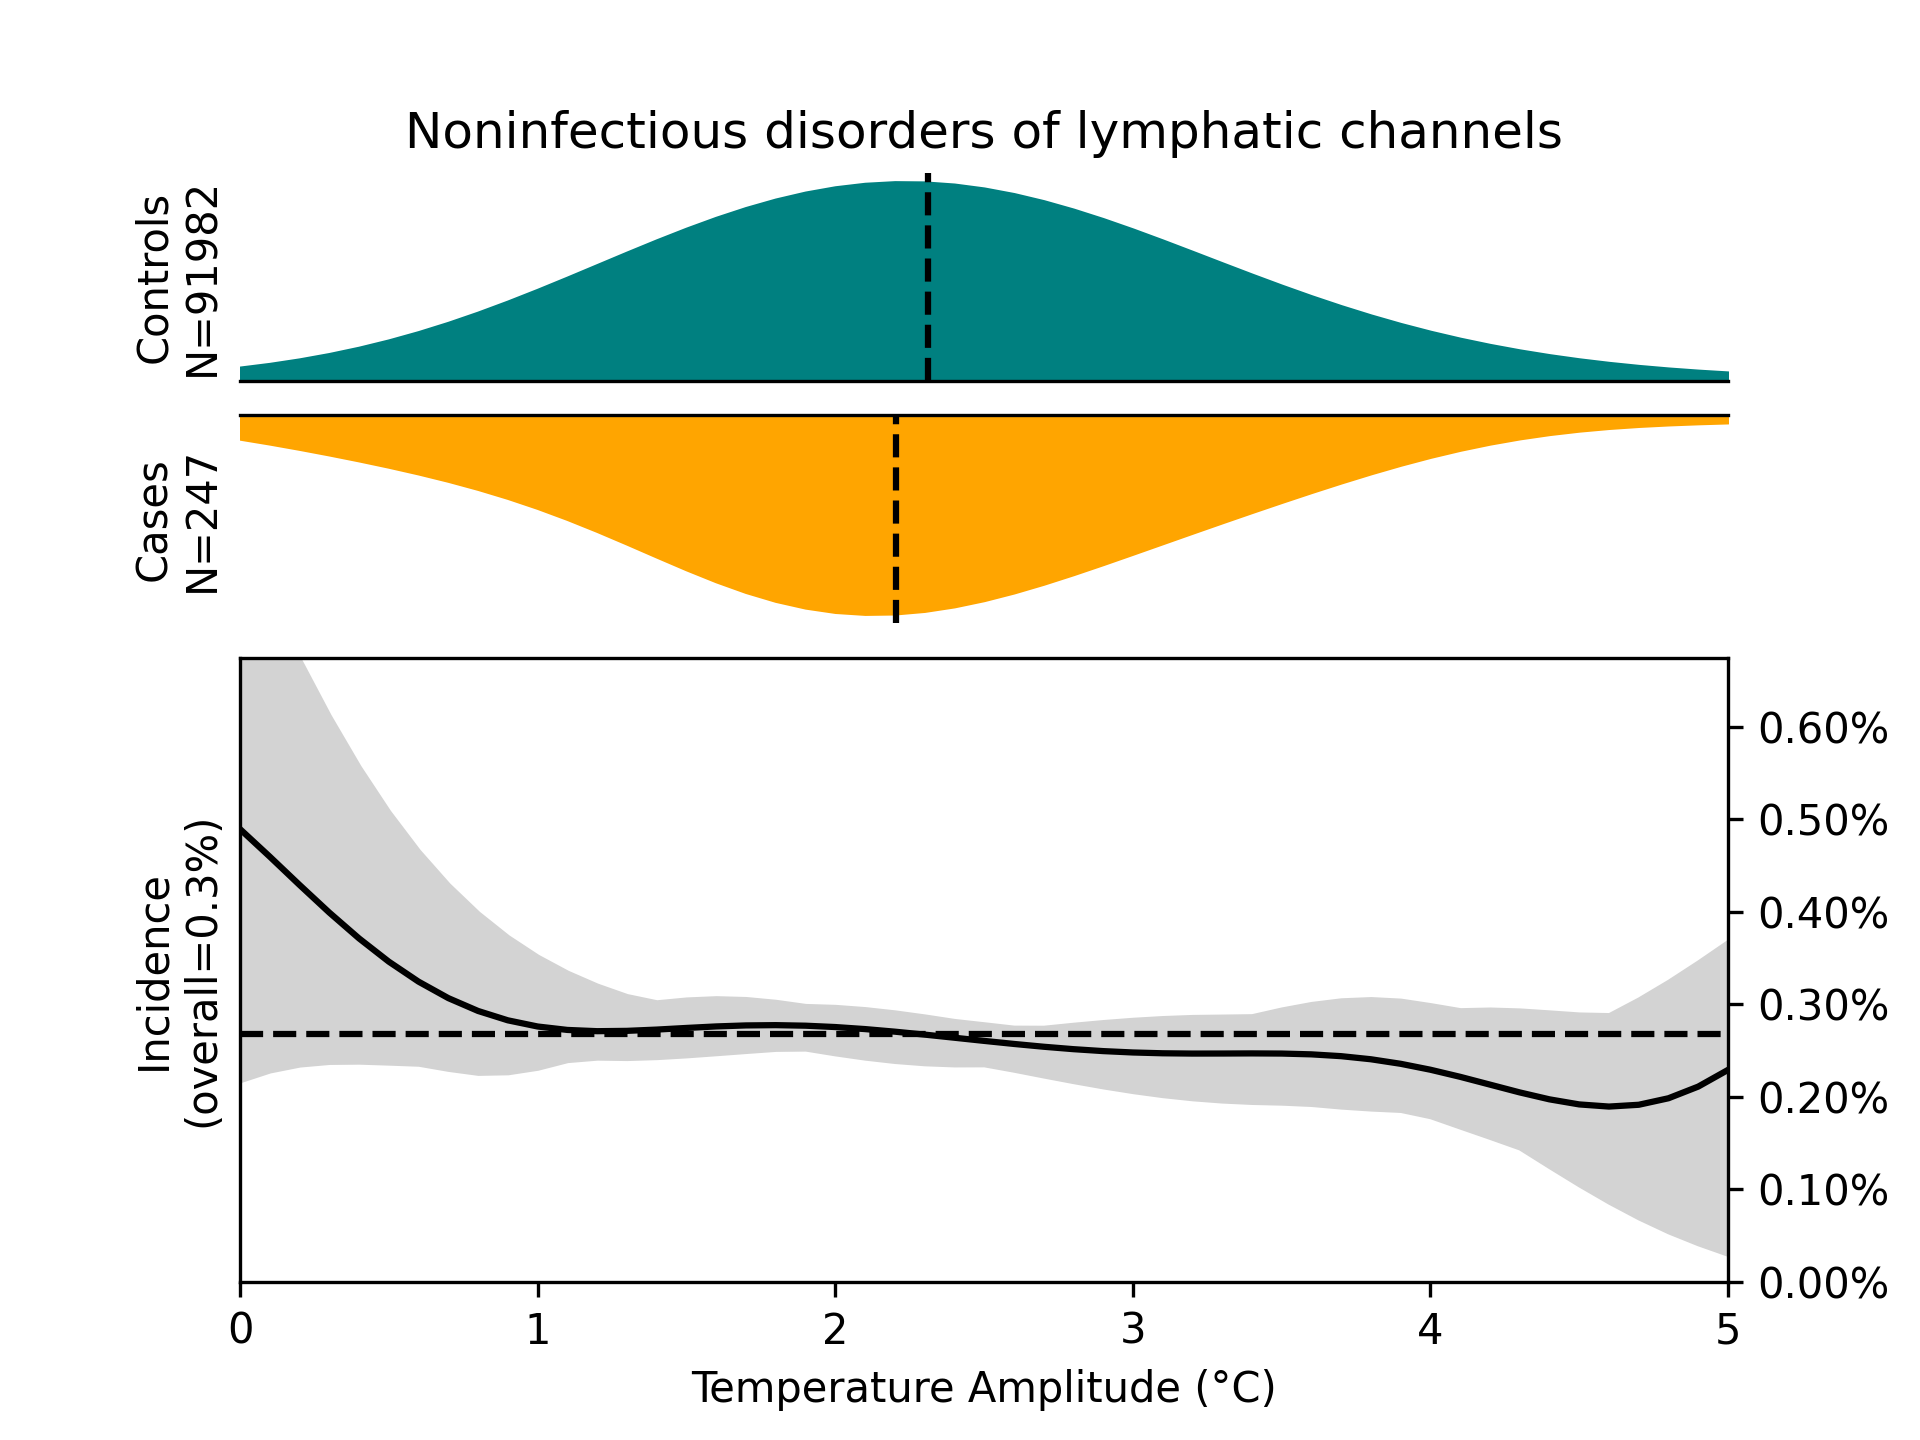 Noninfectious disorders of lymphatic channels
Controls
N=91982
Cases
N=247
Incidence
(overall=0.3%)
0.60%
0.50%
0.40%
0.30%
0.20%
0.10%
0.00%
0 1 2 3 4 5
Temperature Amplitude (°C)